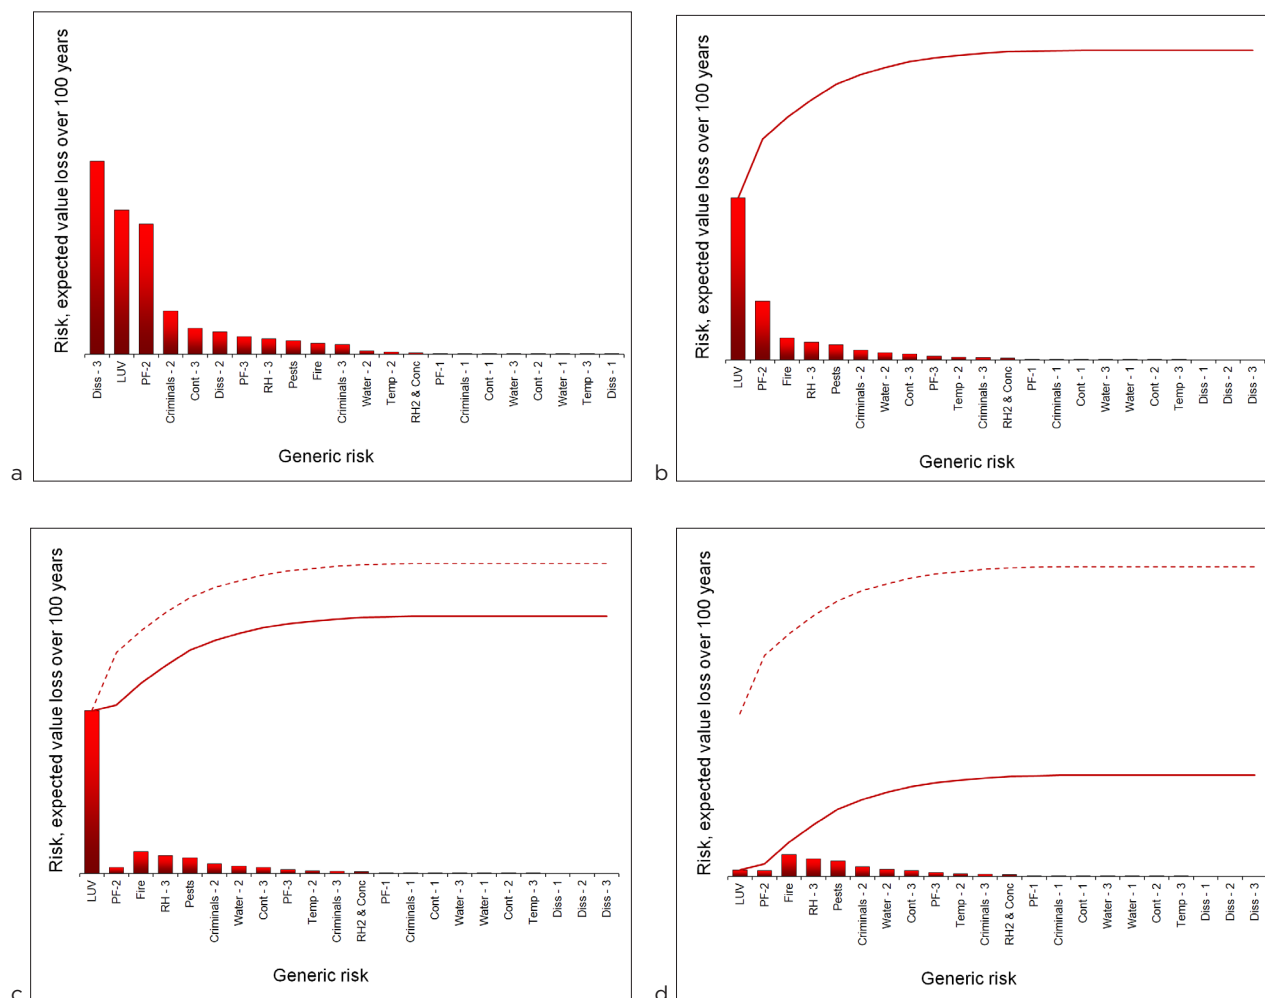 Risk, expected value loss over 100 years
Diss - 3
LUV
PF-2
Criminals - 2
Cont - 3
Diss - 2
PF-3
RH - 3
Pests
Fire
Criminals - 3
Water - 2
Temp - 2
RH2 & Conc
PF-1
Criminals - 1
Cont - 1
Water - 3
Cont - 2
Water - 1
Temp - 3
Diss - 1
Generic risk
a
Risk, expected value loss over 100 years
LUV
PF-2
Fire
RH - 3
Pests
Criminals - 2
Water - 2
Cont - 3
PF-3
Temp - 2
Criminals - 3
RH2 & Conc
PF-1
Criminals - 1
Cont - 1
Water - 3
Water - 1
Cont - 2
Temp - 3
Diss - 1
Diss - 2
Diss - 3
Generic risk
b
Risk, expected value loss over 100 years
LUV
PF-2
Fire
RH - 3
Pests
Criminals - 2
Water - 2
Cont - 3
PF-3
Temp - 2
Criminals - 3
RH2 & Conc
PF-1
Criminals - 1
Cont - 1
Water - 3
Water - 1
Cont - 2
Temp - 3
Diss - 1
Diss - 2
Diss - 3
Generic risk
c
Risk, expected value loss over 100 years
LUV
PF-2
Fire
RH - 3
Pests
Criminals - 2
Water - 2
Cont - 3
PF-3
Temp - 2
Criminals - 3
RH2 & Conc
PF-1
Criminals - 1
Cont - 1
Water - 3
Water - 1
Cont - 2
Temp - 3
Diss - 1
Diss - 2
Diss - 3
Generic risk
d